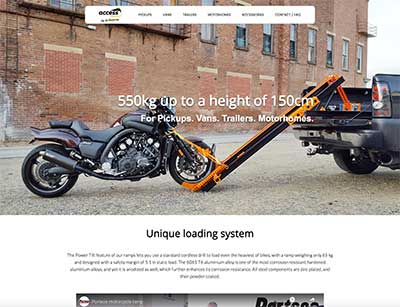 access
PICKUPS VANS TRAILERS MOTORHOMES ACCESSORIES CONTACT / FAQ
550kg up to a height of 150cm
For Pickups. Vans. Trailers. Motorhomes.
Unique loading system
The Power Tilt feature of our ramps lets you use a standard cordless drill to load even the heaviest of bikes, with a ramp weighing only 63 kg
and designed with a safety margin of 5:1 in static load. The 6065 T6 aluminium alloy is one of the most corrosion resistant hardened
aluminium alloys, and yet it is anodised as well, which further enhances its corrosion resistance. All steel components are zinc plated, and
then powder coated.
motorcycle ramp